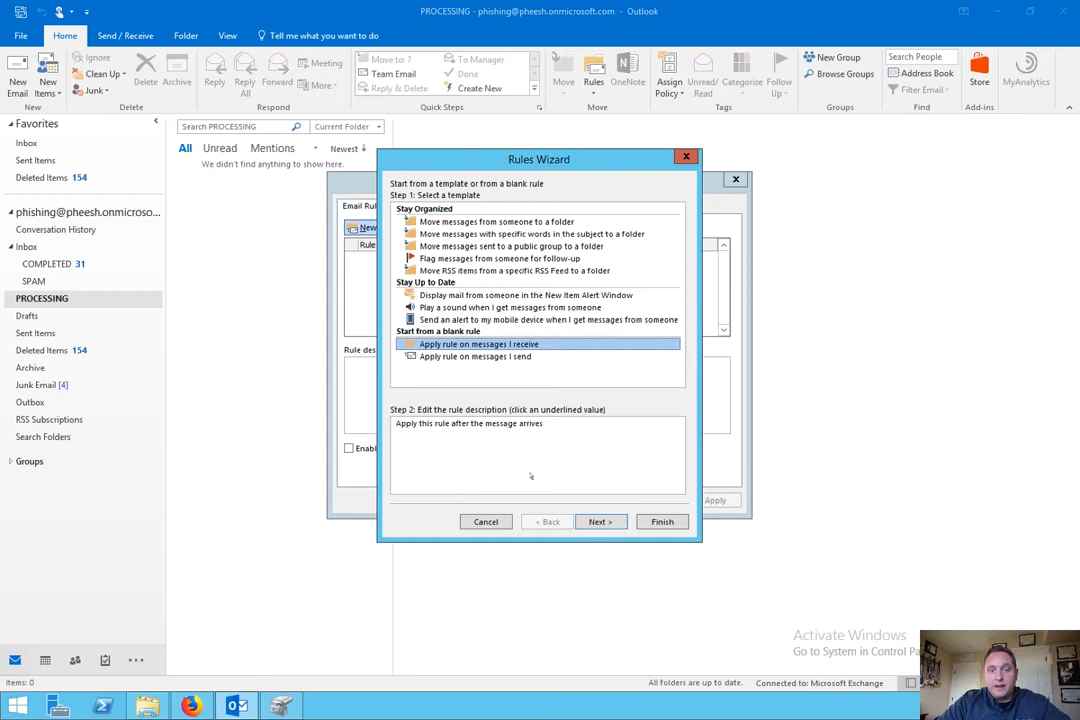 PROCESSING - phishing@pheesh.onmicrosoft.com - Outlook
File Home Send / Receive Folder View Tell me what you want to do
New Email
New Items
New
Ignore
Clean Up
Junk
Delete
Archive
Delete
Reply
Reply All
Forward
Meeting
More
Respond
Move to: ?
Team Email
Reply & Delete
To Manager
Done
Create New
Quick Steps
Move
Rules
OneNote
Move
Assign Policy
Unread/ Read
Categorize
Follow Up
Tags
New Group
Browse Groups
Groups
Search People
Address Book
Filter Email
Find
Store
Add-ins
MyAnalytics
Favorites
Inbox
Sent Items
Deleted Items 154
phishing@pheesh.onmicroso...
Conversation History
Inbox
COMPLETED 31
SPAM
PROCESSING
Drafts
Sent Items
Deleted Items 154
Archive
Junk Email [4]
Outbox
RSS Subscriptions
Search Folders
Groups
Search PROCESSING Current Folder
All Unread Mentions Newest
We didn't find anything to show here.
Email Rul
New
Rule
Rule des
Enabl
Apply
Rules Wizard
Start from a template or from a blank rule
Step 1: Select a template
Stay Organized
Move messages from someone to a folder
Move messages with specific words in the subject to a folder
Move messages sent to a public group to a folder
Flag messages from someone for follow-up
Move RSS items from a specific RSS Feed to a folder
Stay Up to Date
Display mail from someone in the New Item Alert Window
Play a sound when I get messages from someone
Send an alert to my mobile device when I get messages from someone
Start from a blank rule
Apply rule on messages I receive
Apply rule on messages I send
Step 2: Edit the rule description (click an underlined value)
Apply this rule after the message arrives
Cancel < Back Next > Finish
Activate Windows
Go to System in Control Pa
Items: 0 All folders are up to date. Connected to: Microsoft Exchange